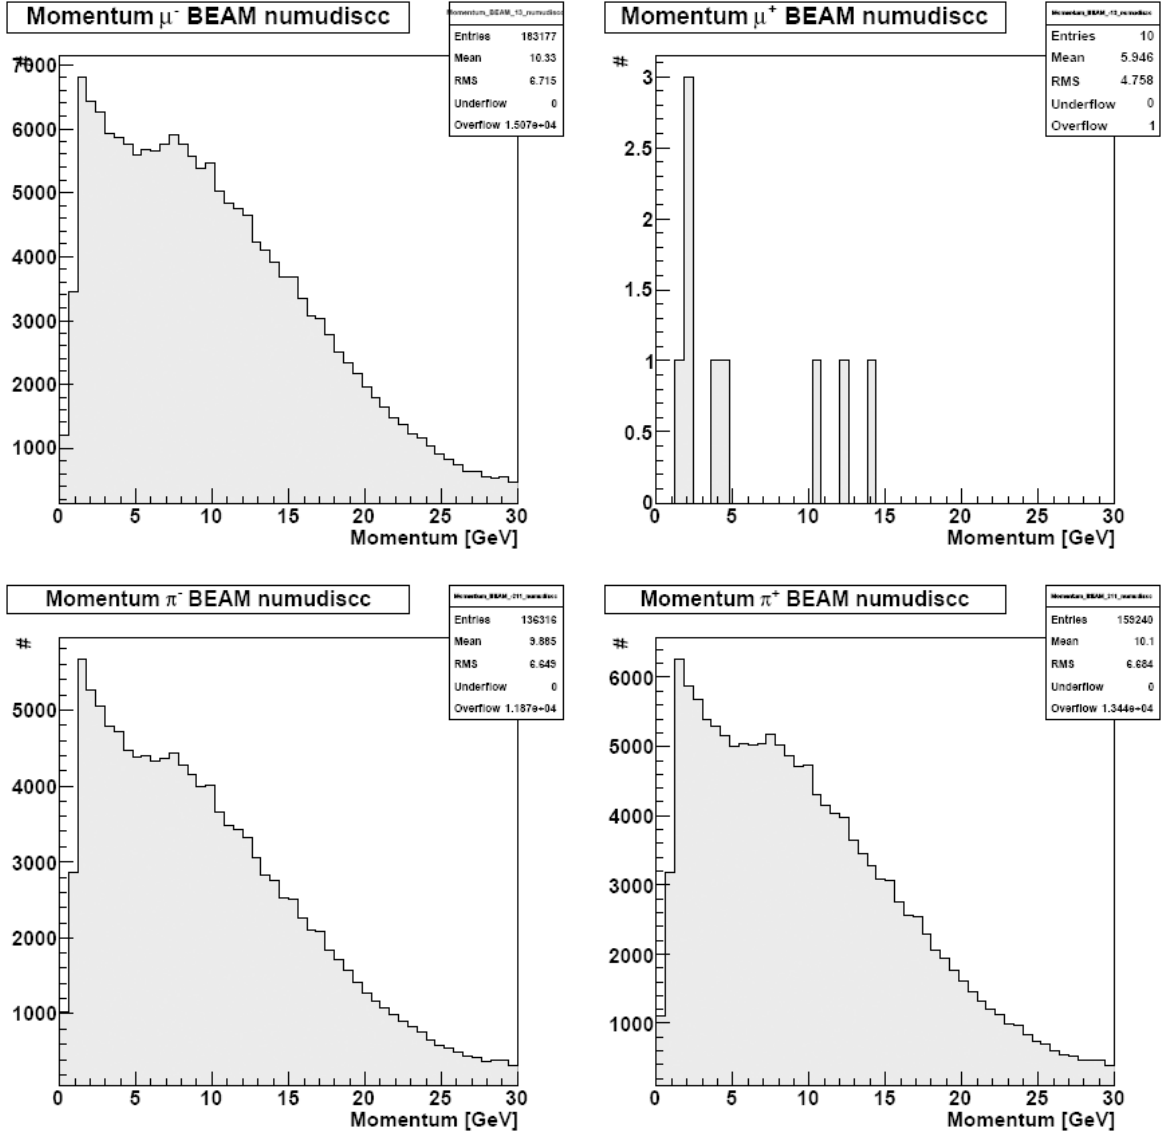 Momentum μ- BEAM numudiscc
Momentum_BEAM_13_numudiscc
Entries 183177
Mean 10.33
RMS 6.715
Underflow 0
Overflow 1.507e+04
#
7000
6000
5000
4000
3000
2000
1000
0 5 10 15 20 25 30
Momentum [GeV]
Momentum μ+ BEAM numudiscc
Momentum_BEAM_-13_numudiscc
Entries 10
Mean 5.946
RMS 4.758
Underflow 0
Overflow 1
#
3
2.5
2
1.5
1
0.5
0
0 5 10 15 20 25 30
Momentum [GeV]
Momentum π- BEAM numudiscc
Momentum_BEAM_-211_numudiscc
Entries 136316
Mean 9.885
RMS 6.649
Underflow 0
Overflow 1.187e+04
#
5000
4000
3000
2000
1000
0 5 10 15 20 25 30
Momentum [GeV]
Momentum π+ BEAM numudiscc
Momentum_BEAM_211_numudiscc
Entries 159240
Mean 10.1
RMS 6.684
Underflow 0
Overflow 1.344e+04
#
6000
5000
4000
3000
2000
1000
0 5 10 15 20 25 30
Momentum [GeV]